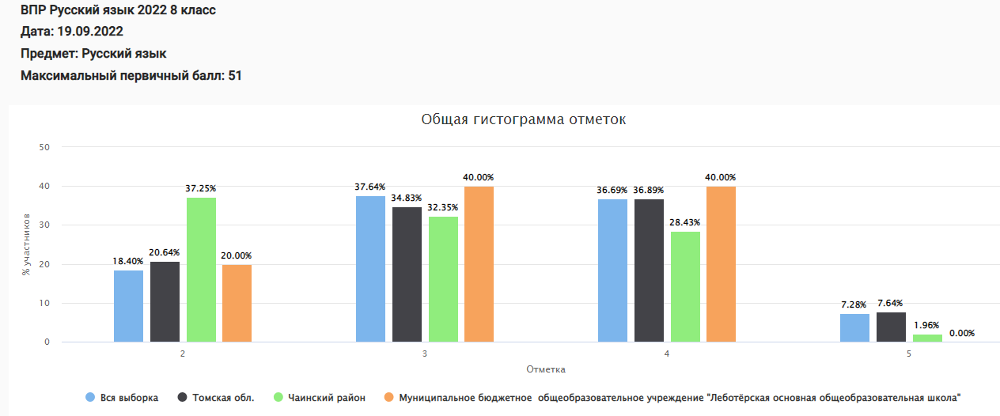 ВПР Русский язык 2022 8 класс
Дата: 19.09.2022
Предмет: Русский язык
Максимальный первичный балл: 51
Общая гистограмма отметок
% участников
50
40
30
20
10
0
18.40% 20.64% 37.25% 20.00%
37.64% 34.83% 32.35% 40.00%
36.69% 36.89% 28.43% 40.00%
7.28% 7.64% 1.96% 0.00%
2 3 4 5
Отметка
Вся выборка Томская обл. Чаинский район Муниципальное бюджетное общеобразовательное учреждение "Леботёрская основная общеобразовательная школа"